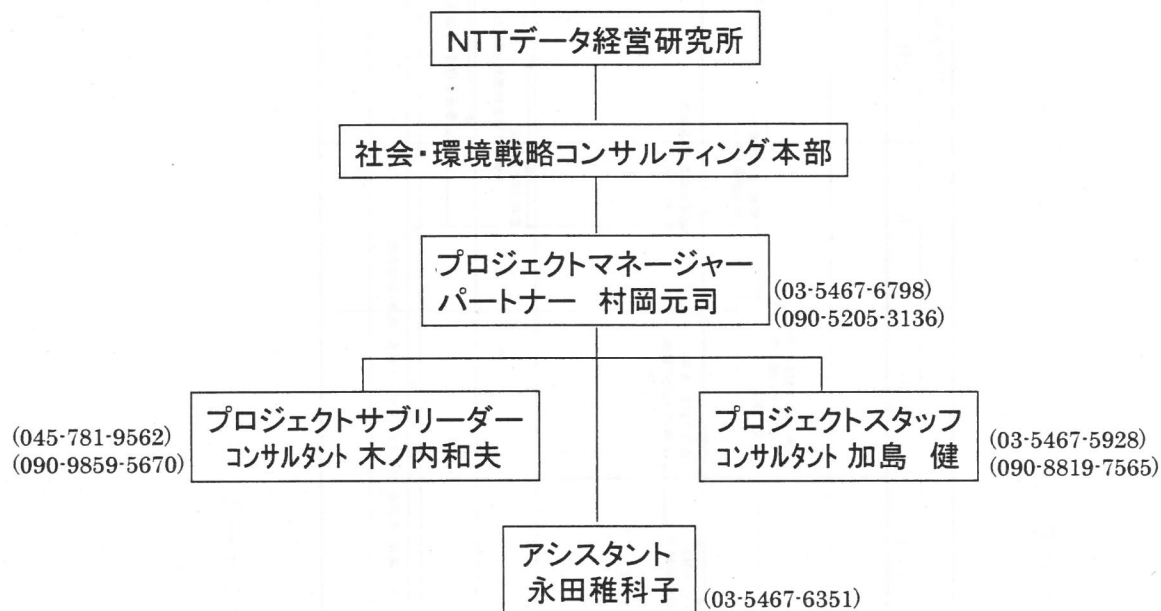 NTTデータ経営研究所
社会・環境戦略コンサルティング本部
プロジェクトマネージャー
パートナー 村岡元司
(03-5467-6798)
(090-5205-3136)
(045-781-9562)
(090-9859-5670)
プロジェクトサブリーダー
コンサルタント 木ノ内和夫
プロジェクトスタッフ
コンサルタント 加島 健
(03-5467-5928)
(090-8819-7565)
アシスタント
永田稚科子
(03-5467-6351)